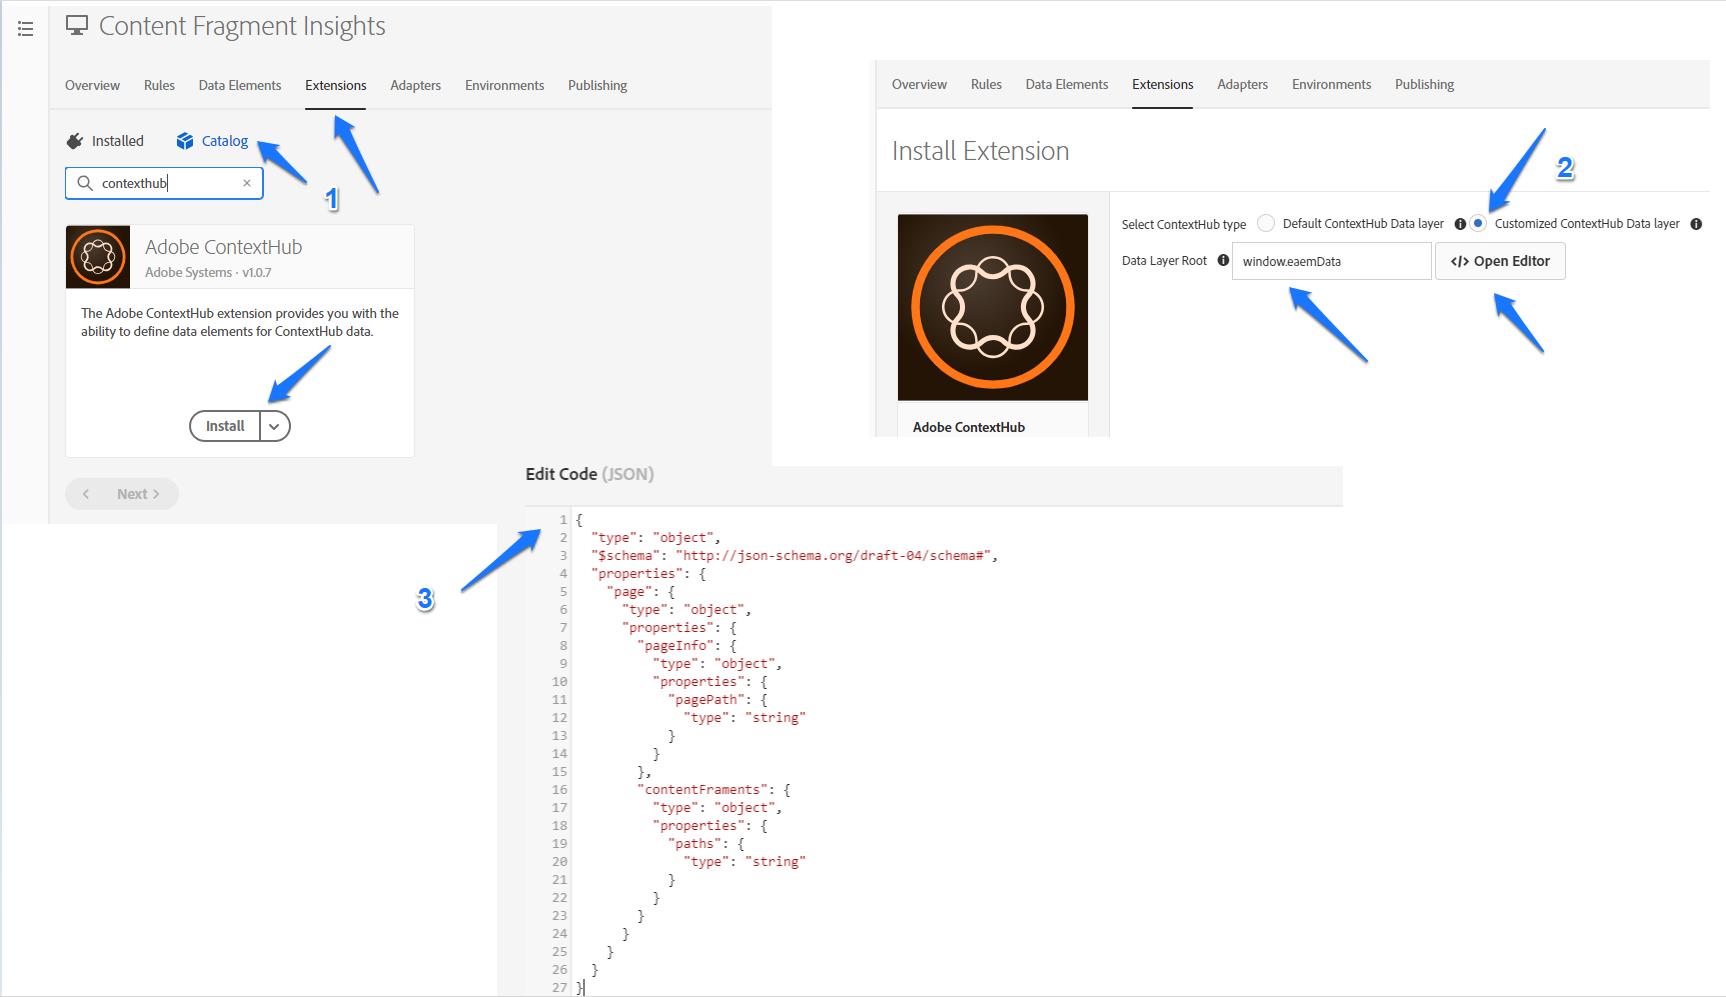 Content Fragment Insights
Overview Rules Data Elements Extensions Adapters Environments Publishing
Installed Catalog
contexthub ×
1
Adobe ContextHub
Adobe Systems · v1.0.7
The Adobe ContextHub extension provides you with the
ability to define data elements for ContextHub data.
Install
Next
Overview Rules Data Elements Extensions Adapters Environments Publishing
Install Extension
2
Select ContextHub type Default ContextHub Data layer Customized ContextHub Data layer
Data Layer Root window.eaemData </> Open Editor
Adobe ContextHub
Edit Code (JSON)
3
1 {
2 "type": "object",
3 "$schema": "http://json-schema.org/draft-04/schema#",
4 "properties": {
5 "page": {
6 "type": "object",
7 "properties": {
8 "pageInfo": {
9 "type": "object",
10 "properties": {
11 "pagePath": {
12 "type": "string"
13 }
14 }
15 },
16 "contentFraments": {
17 "type": "object",
18 "properties": {
19 "paths": {
20 "type": "string"
21 }
22 }
23 }
24 }
25 }
26 }
27 }